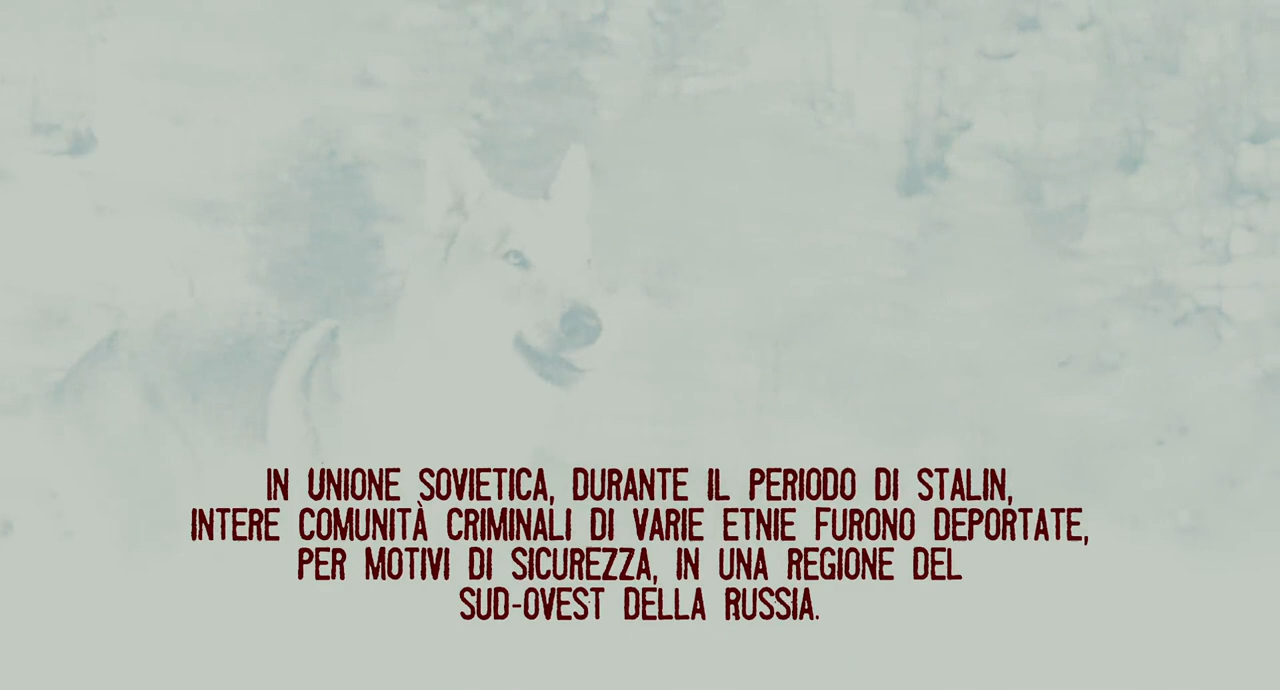 IN UNIONE SOVIETICA, DURANTE IL PERIODO DI STALIN,
INTERE COMUNITÀ CRIMINALI DI VARIE ETNIE FURONO DEPORTATE,
PER MOTIVI DI SICUREZZA, IN UNA REGIONE DEL
SUD-OVEST DELLA RUSSIA.